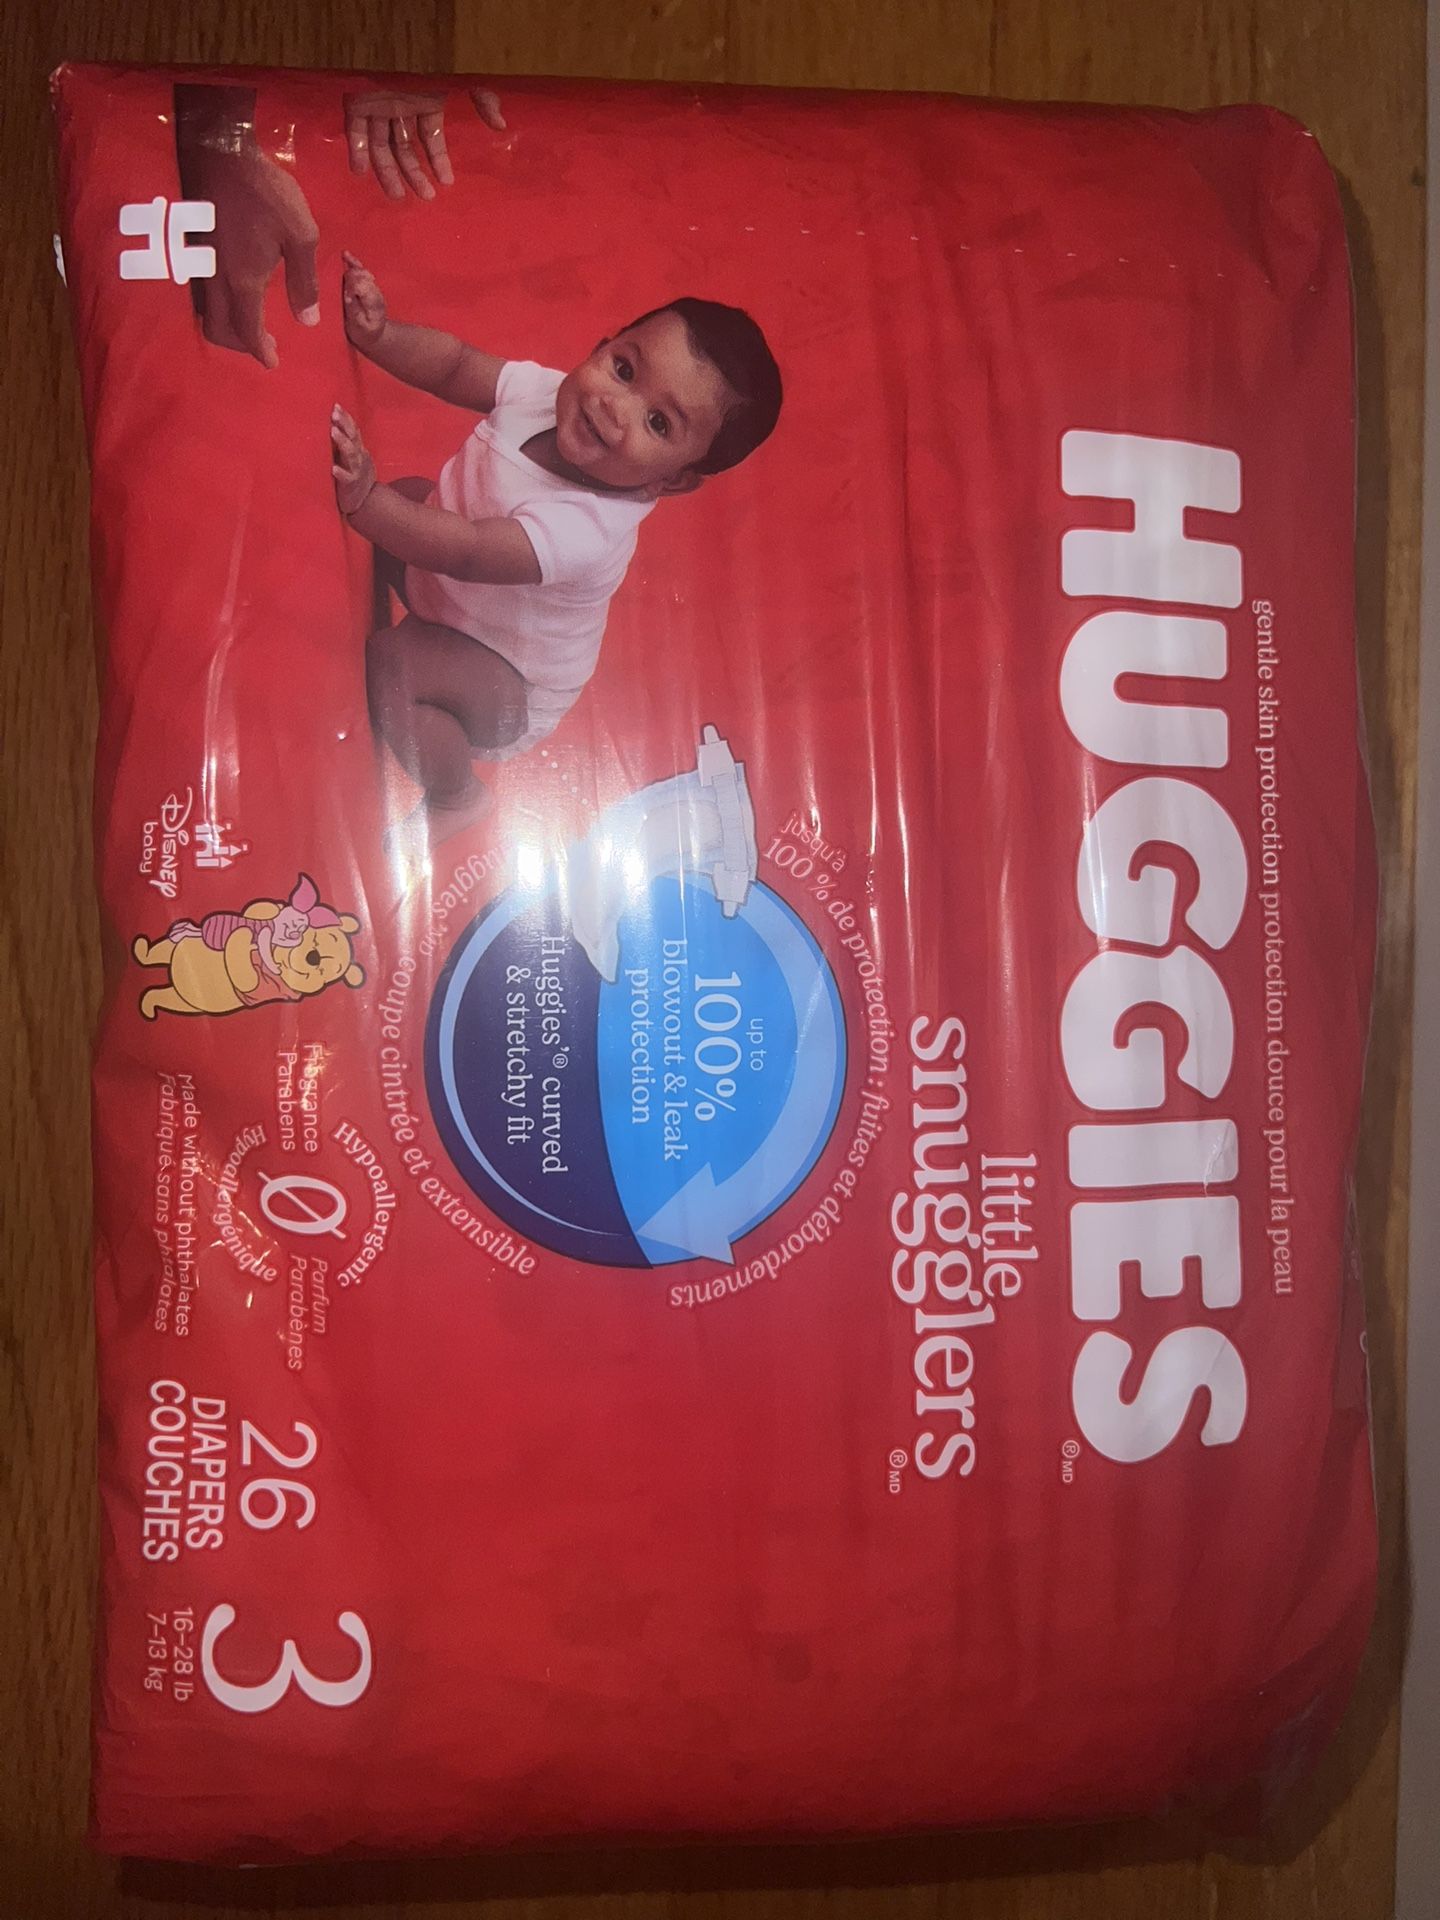 gentle skin protection protection douce pour la peau
HUGGIES ®MD
little
snugglers ®MD
jusqu'à
100 % de protection : fuites et débordements
up to
100%
blowout & leak
protection
Huggies'® curved
& stretchy fit
coupe cintrée et extensible
H
Disney
baby
Hypoallergenic
Fragrance
Parabens
0
Parfum
Parabènes
Hypoallergénique
Made without phthalates
Fabriqué sans phtalates
26
DIAPERS
COUCHES
3
16-28 lb
7-13 kg